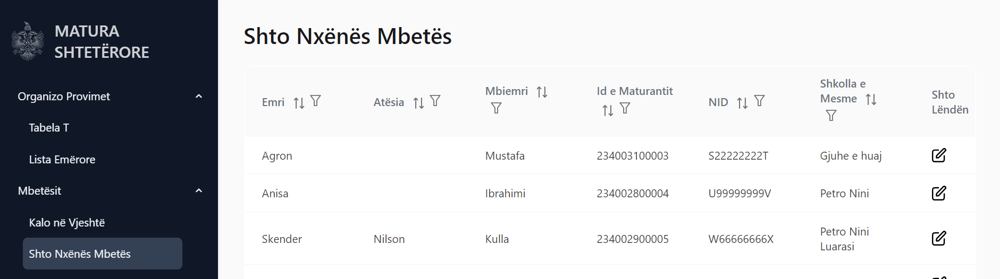 MATURA
SHTETËRORE
Organizo Provimet
Tabela T
Lista Emërore
Mbetësit
Kalo në Vjeshtë
Shto Nxënës Mbetës
Shto Nxënës Mbetës
Emri Atësia Mbiemri Id e Maturantit NID Shkolla e Mesme Shto Lëndën
Agron Mustafa 234003100003 S22222222T Gjuhe e huaj
Anisa Ibrahimi 234002800004 U99999999V Petro Nini
Skender Nilson Kulla 234002900005 W66666666X Petro Nini Luarasi